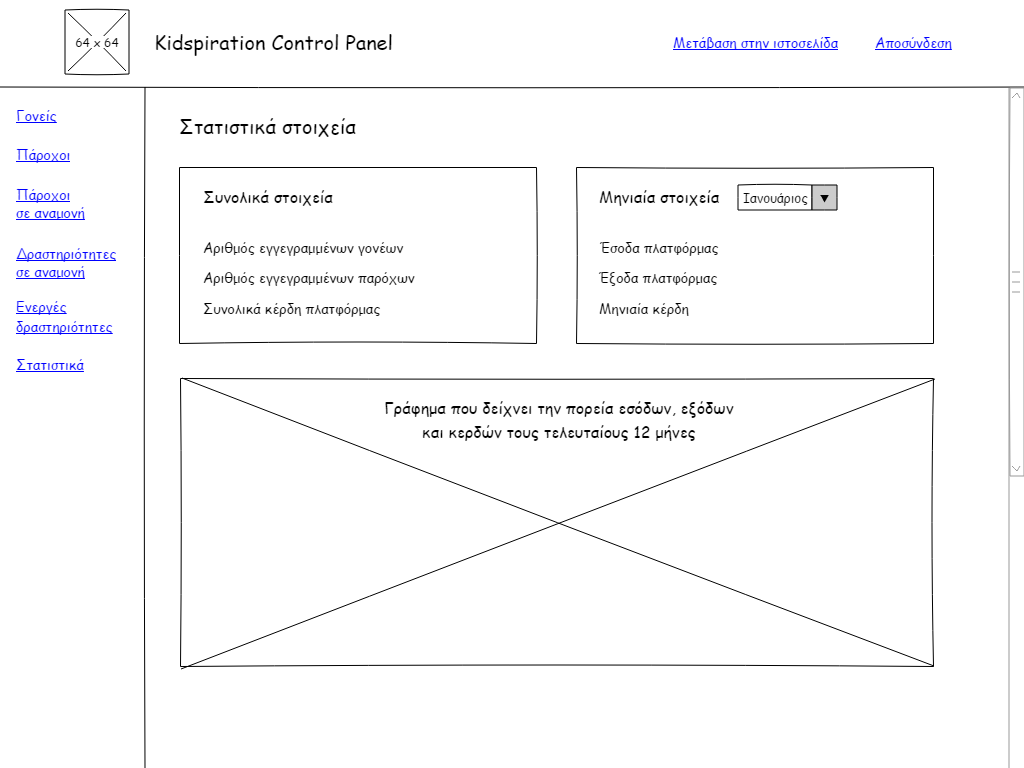 64 x 64
Kidspiration Control Panel
Μετάβαση στην ιστοσελίδα
Αποσύνδεση
Γονείς
Πάροχοι
Πάροχοι
σε αναμονή
Δραστηριότητες
σε αναμονή
Ενεργές
δραστηριότητες
Στατιστικά
Στατιστικά στοιχεία
Συνολικά στοιχεία
Αριθμός εγγεγραμμένων γονέων
Αριθμός εγγεγραμμένων παρόχων
Συνολικά κέρδη πλατφόρμας
Μηνιαία στοιχεία
Ιανουάριος
Έσοδα πλατφόρμας
Έξοδα πλατφόρμας
Μηνιαία κέρδη
Γράφημα που δείχνει την πορεία εσόδων, εξόδων
και κερδών τους τελευταίους 12 μήνες